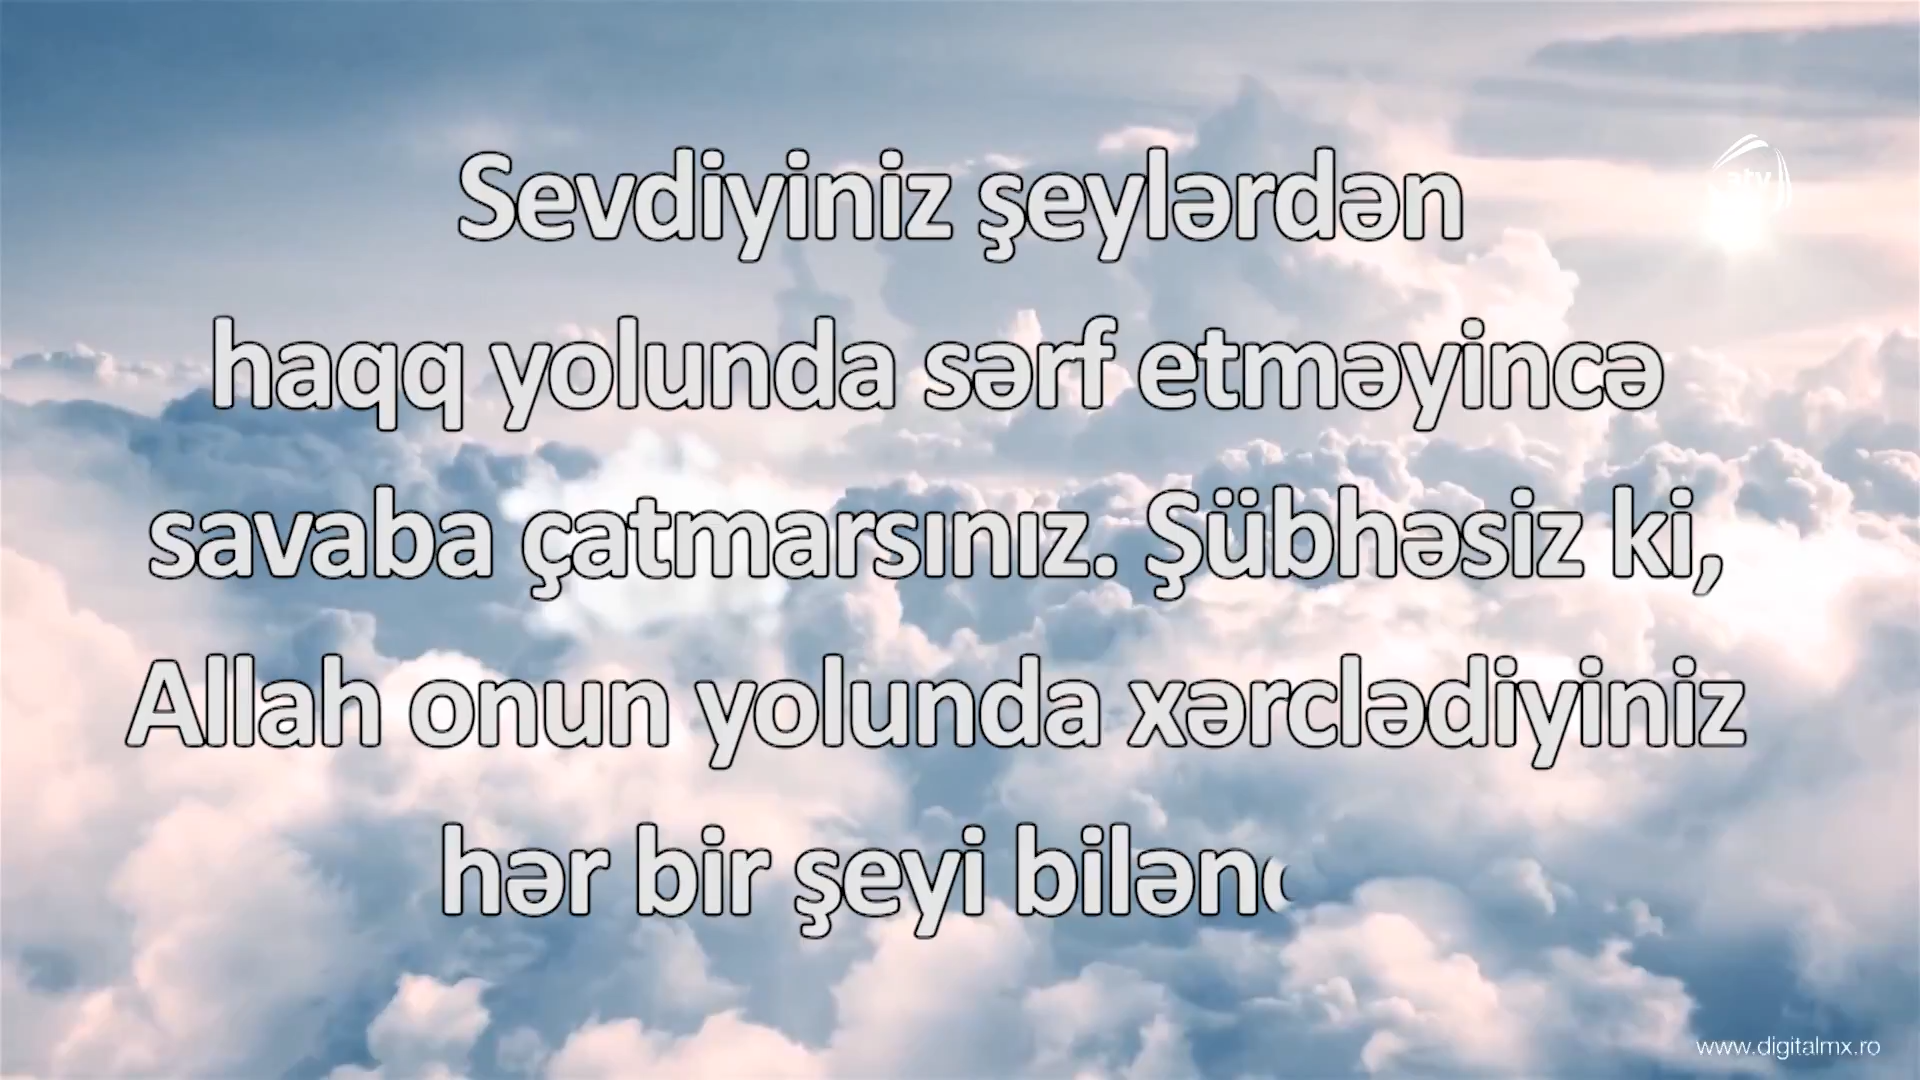 Sevdiyiniz şeylərdən
haqq yolunda sərf etməyincə
savaba çatmarsınız. Şübhəsiz ki,
Allah onun yolunda xərclədiyiniz
hər bir şeyi bilən
atv
www.digitalmx.ro